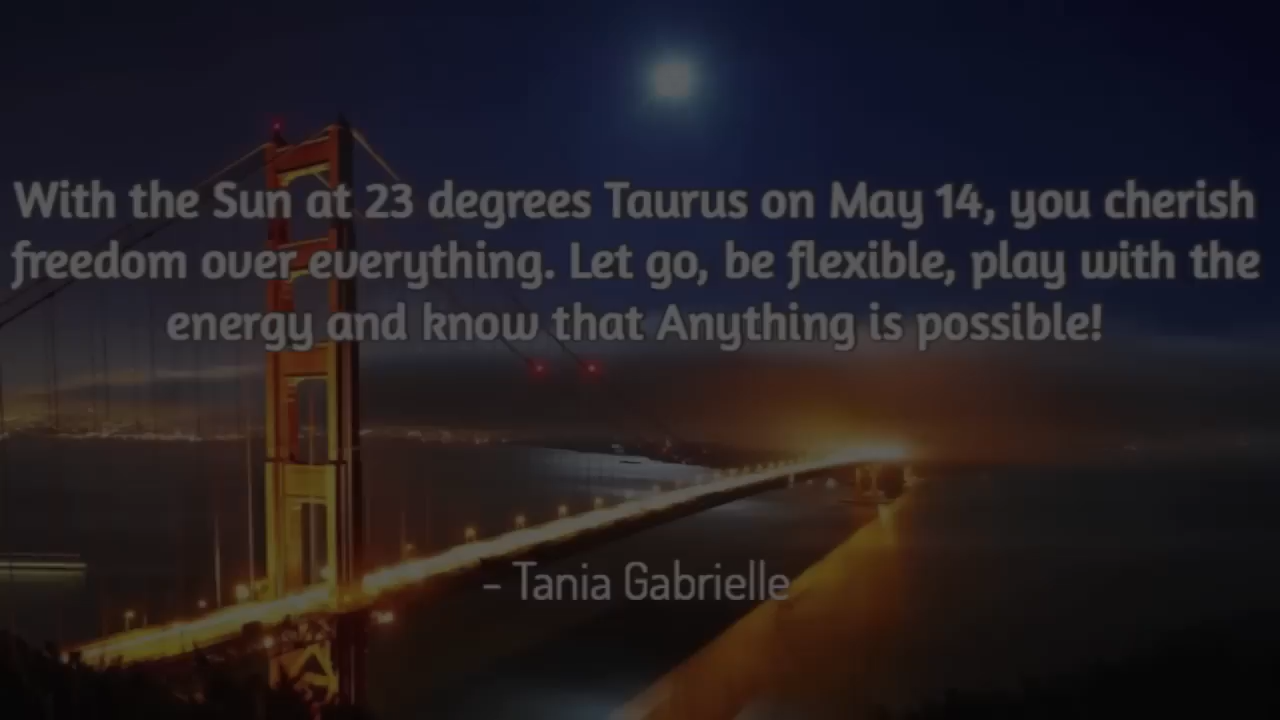 With the Sun at 23 degrees Taurus on May 14, you cherish
freedom over everything. Let go, be flexible, play with the
energy and know that Anything is possible!
– Tania Gabrielle